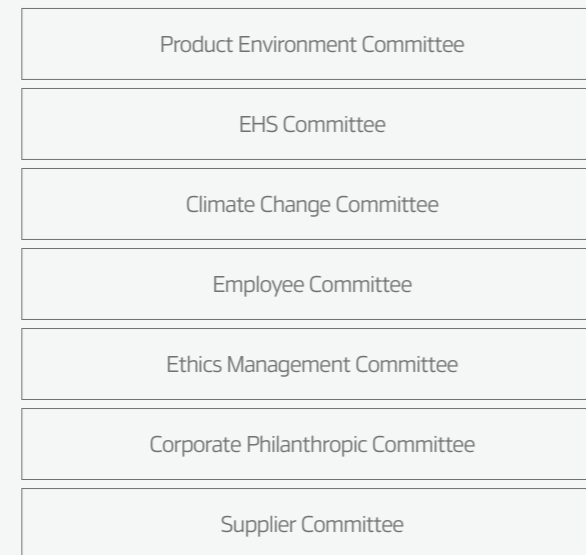 Product Environment Committee
EHS Committee
Climate Change Committee
Employee Committee
Ethics Management Committee
Corporate Philanthropic Committee
Supplier Committee